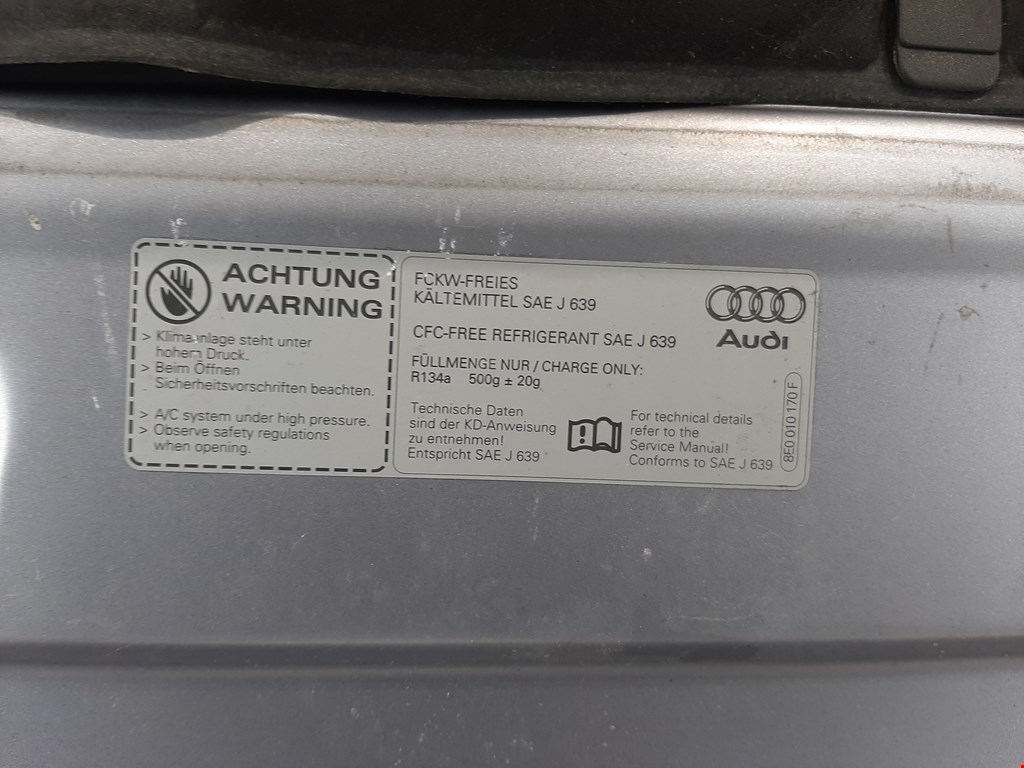 ACHTUNG
WARNING
> Klimaanlage steht unter
hohem Druck.
> Beim Öffnen
Sicherheitsvorschriften beachten.
> A/C system under high pressure.
> Observe safety regulations
when opening.
FCKW-FREIES
KÄLTEMITTEL SAE J 639
CFC-FREE REFRIGERANT SAE J 639
FÜLLMENGE NUR / CHARGE ONLY:
R134a 500g ± 20g
Technische Daten
sind der KD-Anweisung
zu entnehmen!
Entspricht SAE J 639
For technical details
refer to the
Service Manual!
Conforms to SAE J 639
Audi
8E0 010 170 F